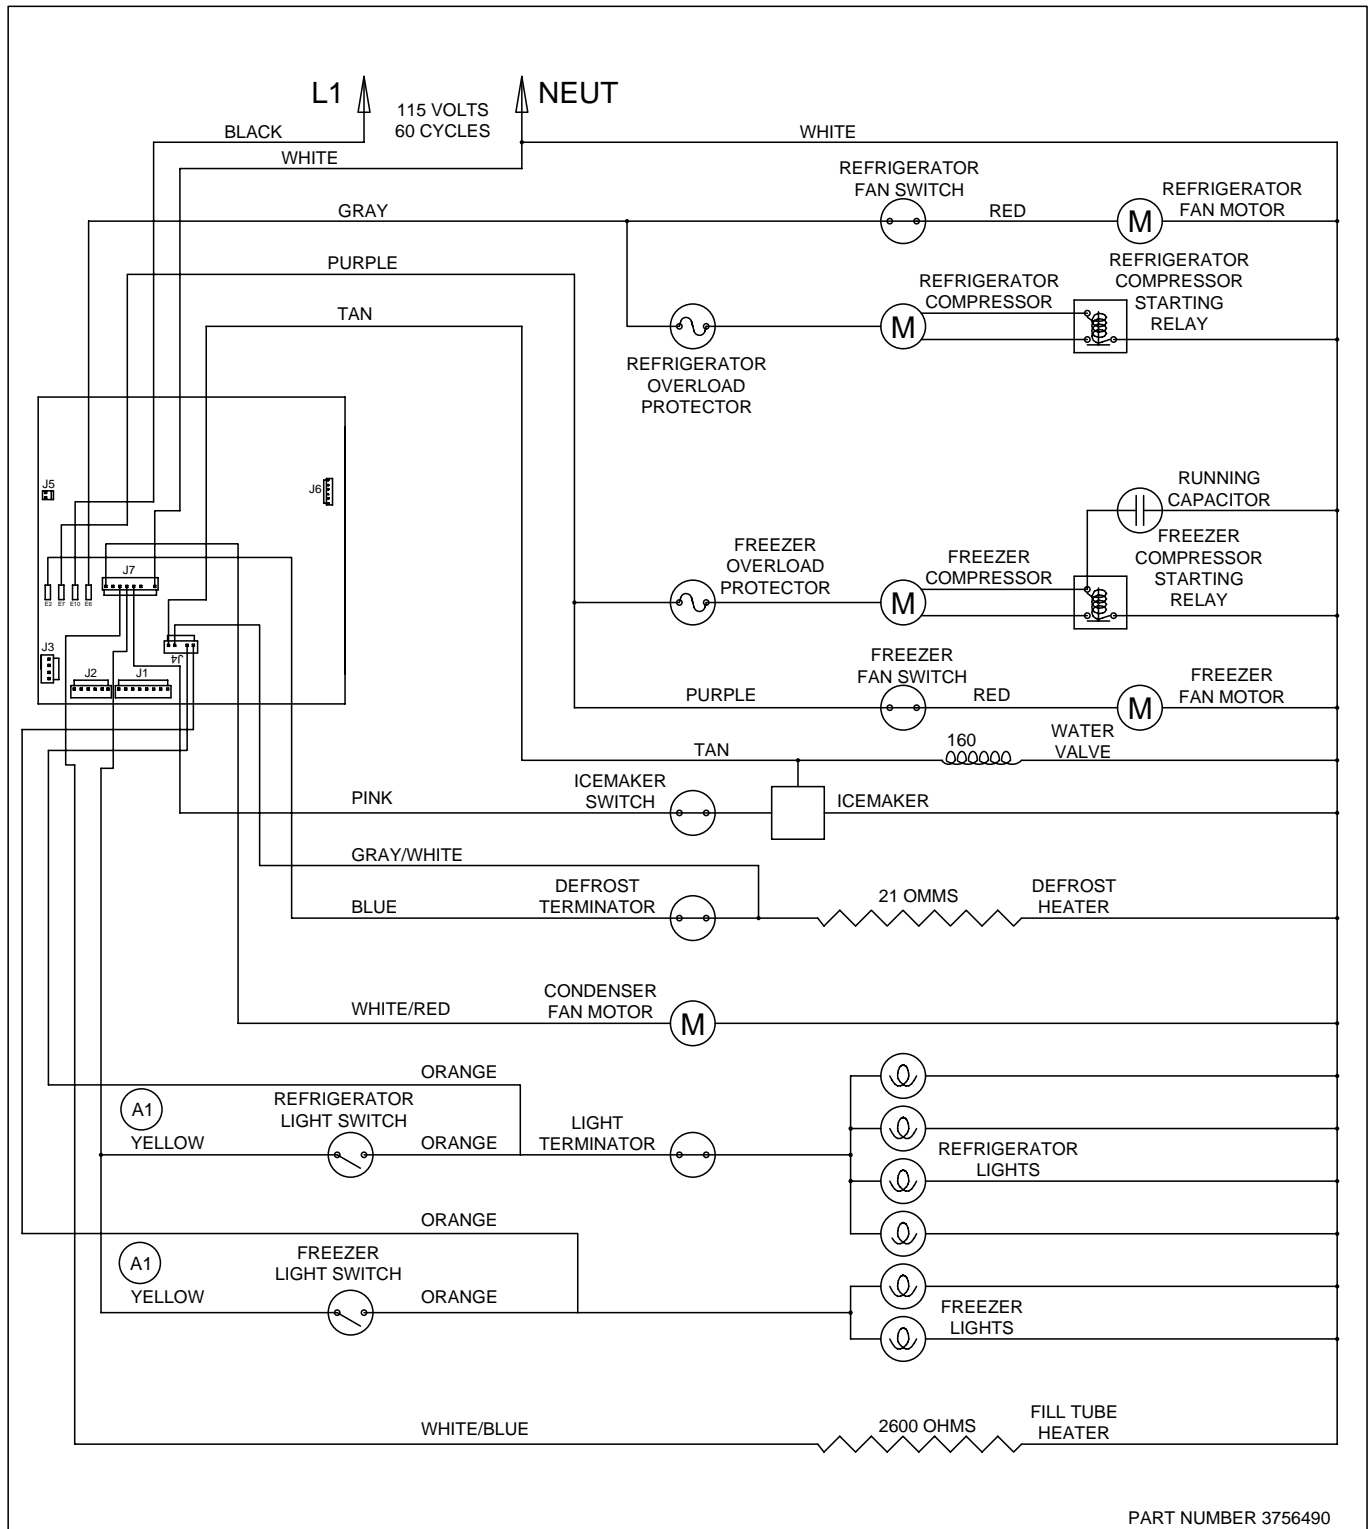 L1
115 VOLTS
60 CYCLES
NEUT
BLACK
WHITE
WHITE
REFRIGERATOR
FAN SWITCH
REFRIGERATOR
FAN MOTOR
GRAY
RED
M
PURPLE
REFRIGERATOR
COMPRESSOR
REFRIGERATOR
COMPRESSOR
STARTING
RELAY
TAN
M
REFRIGERATOR
OVERLOAD
PROTECTOR
J5
J6
RUNNING
CAPACITOR
FREEZER
OVERLOAD
PROTECTOR
FREEZER
COMPRESSOR
FREEZER
COMPRESSOR
STARTING
RELAY
J7
M
E2
E7
E10
E6
J3
J4
J2
J1
FREEZER
FAN SWITCH
FREEZER
FAN MOTOR
PURPLE
RED
M
TAN
160
WATER
VALVE
ICEMAKER
SWITCH
PINK
ICEMAKER
GRAY/WHITE
DEFROST
TERMINATOR
21 OMMS
DEFROST
HEATER
BLUE
CONDENSER
FAN MOTOR
WHITE/RED
M
ORANGE
A1
REFRIGERATOR
LIGHT SWITCH
LIGHT
TERMINATOR
YELLOW
ORANGE
REFRIGERATOR
LIGHTS
ORANGE
A1
FREEZER
LIGHT SWITCH
YELLOW
ORANGE
FREEZER
LIGHTS
WHITE/BLUE
2600 OHMS
FILL TUBE
HEATER
PART NUMBER 3756490